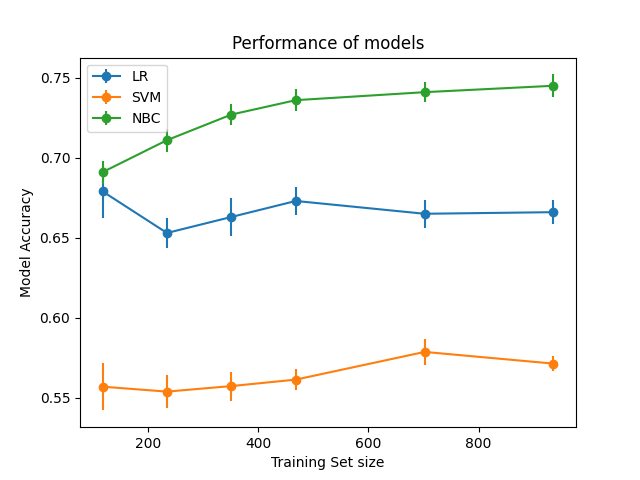 Performance of models
LR
SVM
NBC
Model Accuracy
0.75
0.70
0.65
0.60
0.55
200 400 600 800
Training Set size